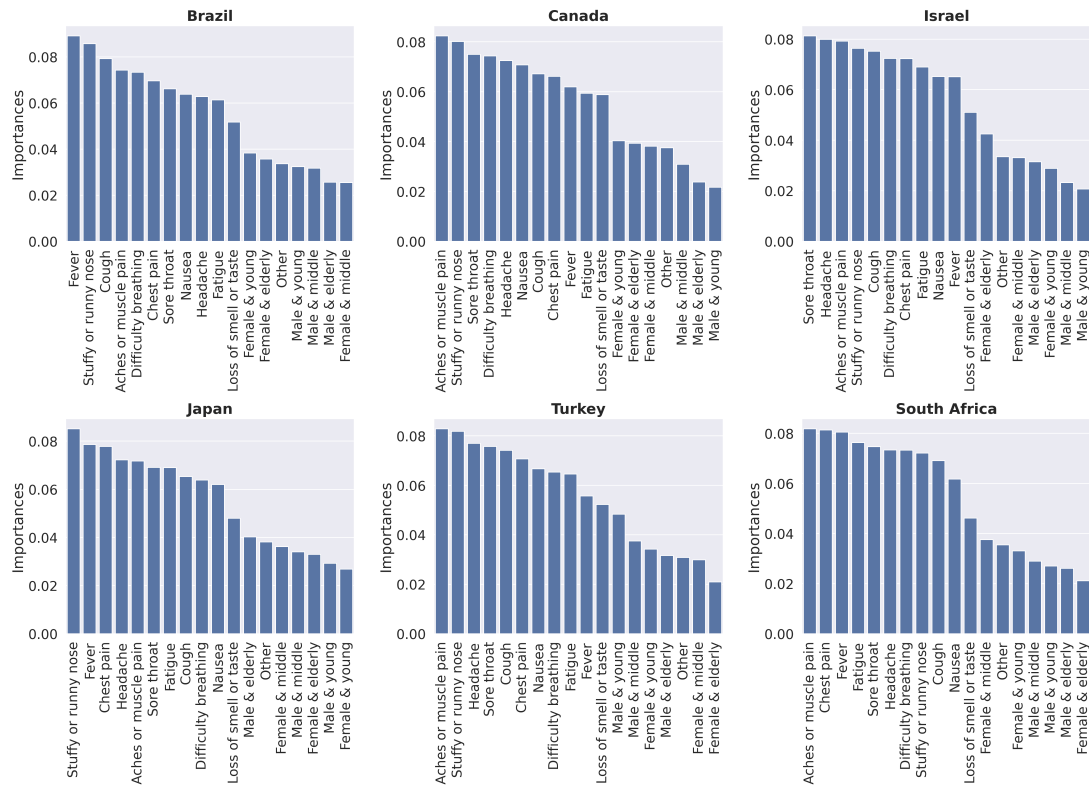 Brazil
Importances
0.08
0.06
0.04
0.02
0.00
Fever
Stuffy or runny nose
Cough
Aches or muscle pain
Difficulty breathing
Chest pain
Sore throat
Nausea
Headache
Fatigue
Loss of smell or taste
Female & young
Female & elderly
Other
Male & young
Male & middle
Male & elderly
Female & middle
Canada
Importances
0.08
0.06
0.04
0.02
0.00
Aches or muscle pain
Stuffy or runny nose
Sore throat
Difficulty breathing
Headache
Nausea
Cough
Chest pain
Fever
Fatigue
Loss of smell or taste
Female & young
Female & elderly
Female & middle
Other
Male & middle
Male & elderly
Male & young
Israel
Importances
0.08
0.06
0.04
0.02
0.00
Sore throat
Headache
Aches or muscle pain
Stuffy or runny nose
Cough
Difficulty breathing
Chest pain
Fatigue
Nausea
Fever
Loss of smell or taste
Female & elderly
Other
Female & middle
Male & elderly
Female & young
Male & middle
Male & young
Japan
Importances
0.08
0.06
0.04
0.02
0.00
Stuffy or runny nose
Fever
Chest pain
Headache
Aches or muscle pain
Sore throat
Fatigue
Cough
Difficulty breathing
Nausea
Loss of smell or taste
Male & elderly
Other
Female & middle
Male & middle
Female & elderly
Male & young
Female & young
Turkey
Importances
0.08
0.06
0.04
0.02
0.00
Aches or muscle pain
Stuffy or runny nose
Headache
Sore throat
Cough
Chest pain
Nausea
Difficulty breathing
Fatigue
Fever
Loss of smell or taste
Male & young
Male & middle
Female & young
Male & elderly
Other
Female & middle
Female & elderly
South Africa
Importances
0.08
0.06
0.04
0.02
0.00
Aches or muscle pain
Chest pain
Fever
Fatigue
Sore throat
Headache
Difficulty breathing
Stuffy or runny nose
Cough
Nausea
Loss of smell or taste
Female & middle
Other
Female & young
Male & middle
Male & young
Male & elderly
Female & elderly